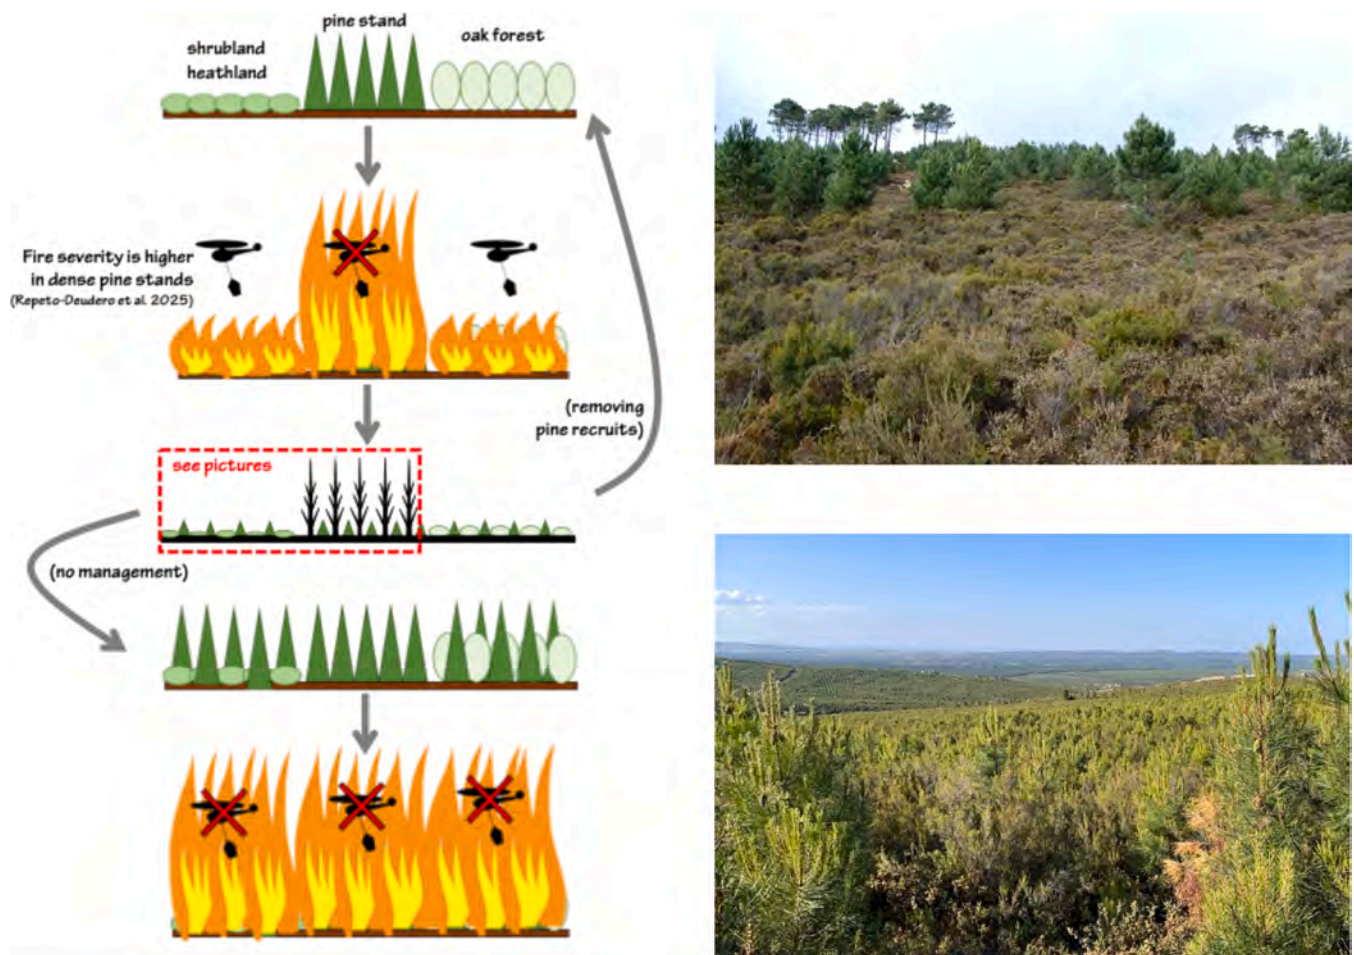 pine stand
shrubland
heathland
oak forest
Fire severity is higher
in dense pine stands
(Repeto-Deudero et al. 2025)
(removing
pine recruits)
see pictures
(no management)